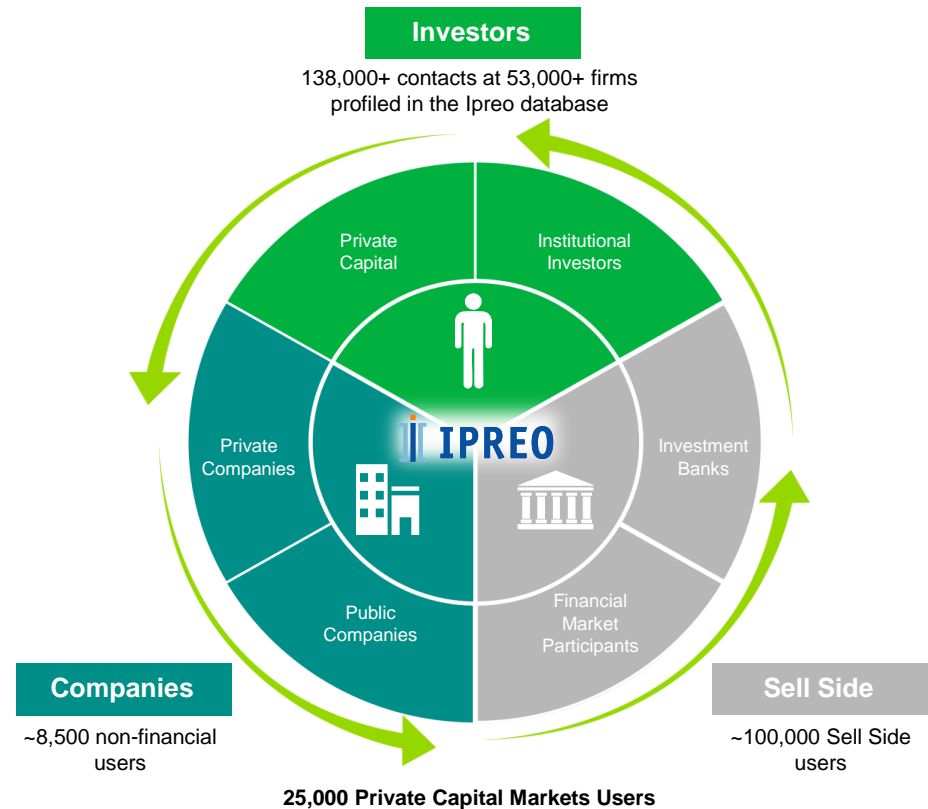 Investors
138,000+ contacts at 53,000+ firms
profiled in the Ipreo database
Private
Capital
Institutional
Investors
Private
Companies
IPREO
Investment
Banks
Public
Companies
Financial
Market
Participants
Companies
~8,500 non-financial
users
Sell Side
~100,000 Sell Side
users
25,000 Private Capital Markets Users